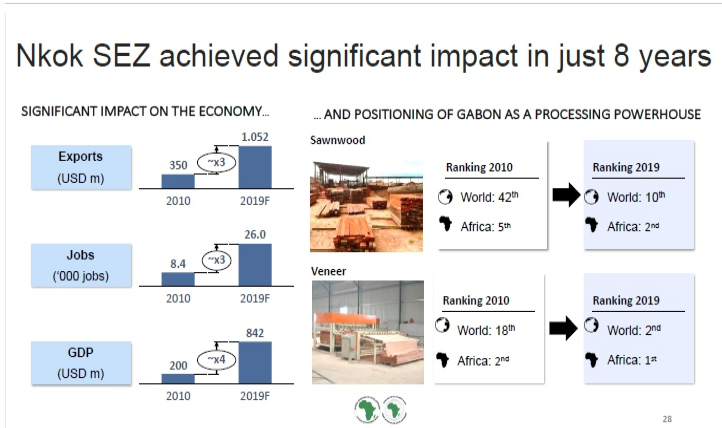 Nkok SEZ achieved significant impact in just 8 years
SIGNIFICANT IMPACT ON THE ECONOMY...
Exports
(USD m)
350
~x3
1.052
2010
2019F
Jobs
('000 jobs)
8.4
~x3
26.0
2010
2019F
GDP
(USD m)
200
~x4
842
2010
2019F
... AND POSITIONING OF GABON AS A PROCESSING POWERHOUSE
Sawnwood
Ranking 2010
World: 42th
Africa: 5th
Ranking 2019
World: 10th
Africa: 2nd
Veneer
Ranking 2010
World: 18th
Africa: 2nd
Ranking 2019
World: 2nd
Africa: 1st
28